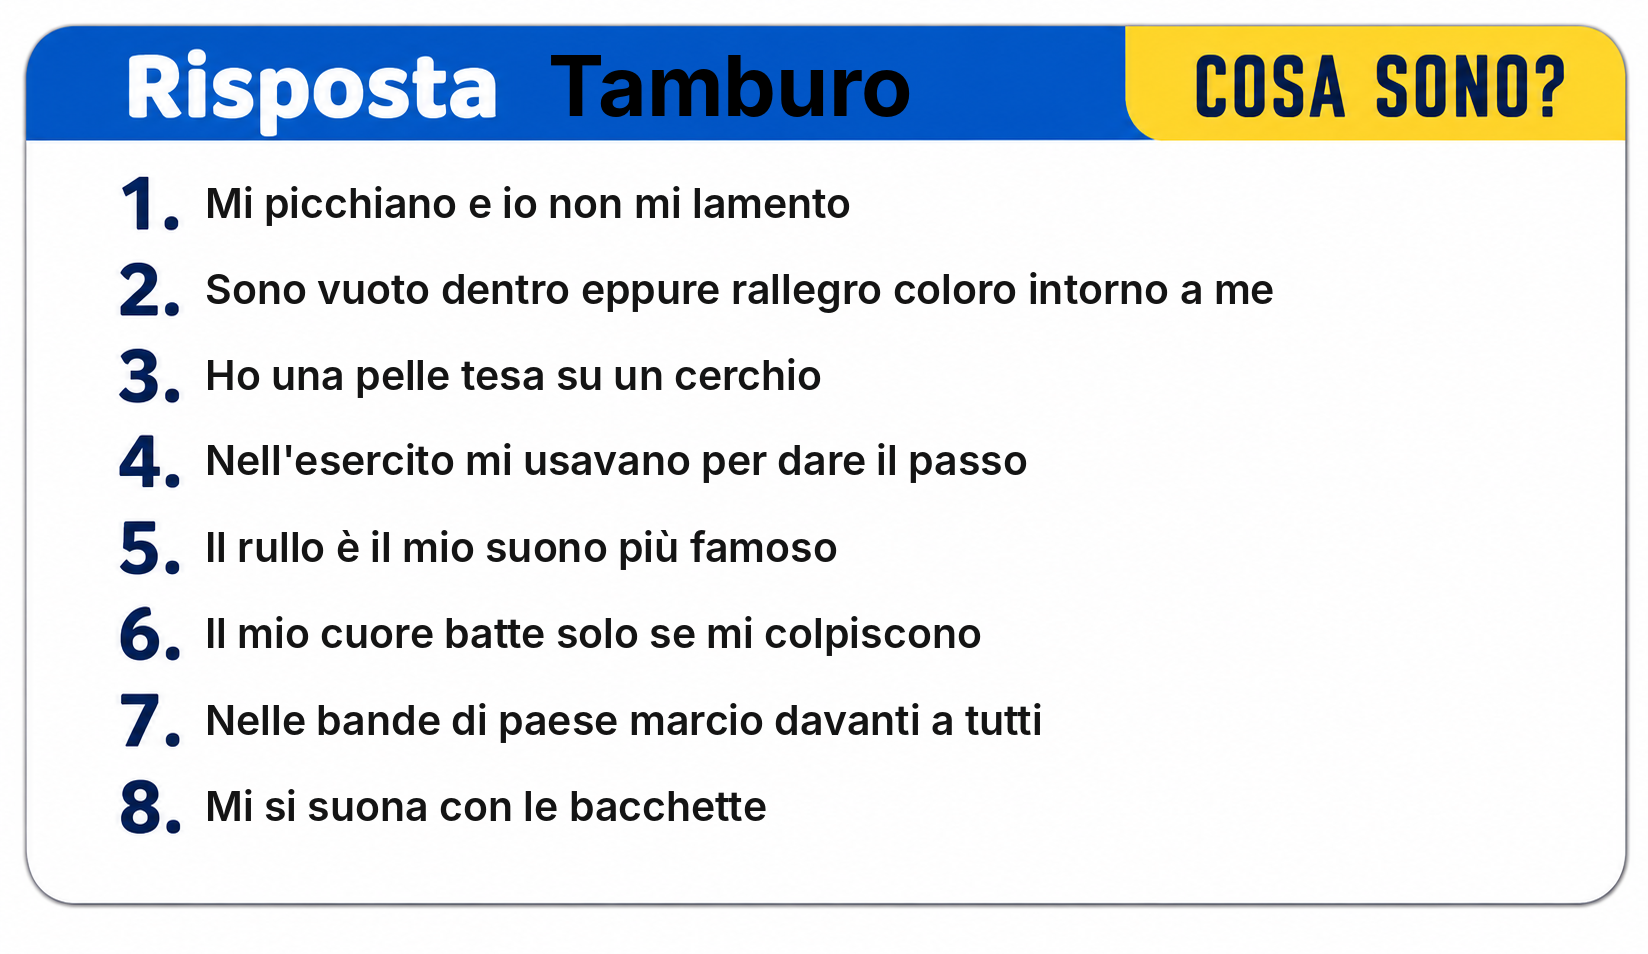 Risposta Tamburo COSA SONO?
1. Mi picchiano e io non mi lamento
2. Sono vuoto dentro eppure rallegro coloro intorno a me
3. Ho una pelle tesa su un cerchio
4. Nell'esercito mi usavano per dare il passo
5. Il rullo è il mio suono più famoso
6. Il mio cuore batte solo se mi colpiscono
7. Nelle bande di paese marcio davanti a tutti
8. Mi si suona con le bacchette